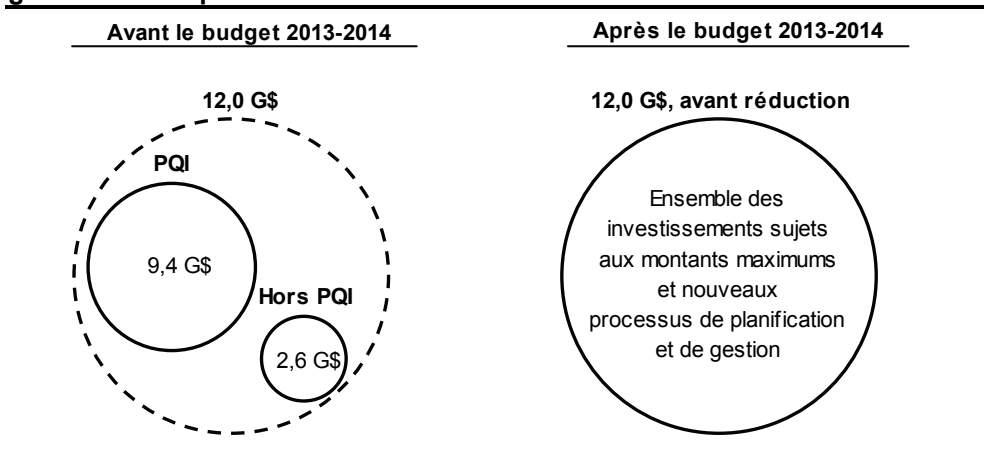 Avant le budget 2013-2014
12,0 G$
PQI
9,4 G$
Hors PQI
2,6 G$
Après le budget 2013-2014
12,0 G$, avant réduction
Ensemble des
investissements sujets
aux montants maximums
et nouveaux
processus de planification
et de gestion